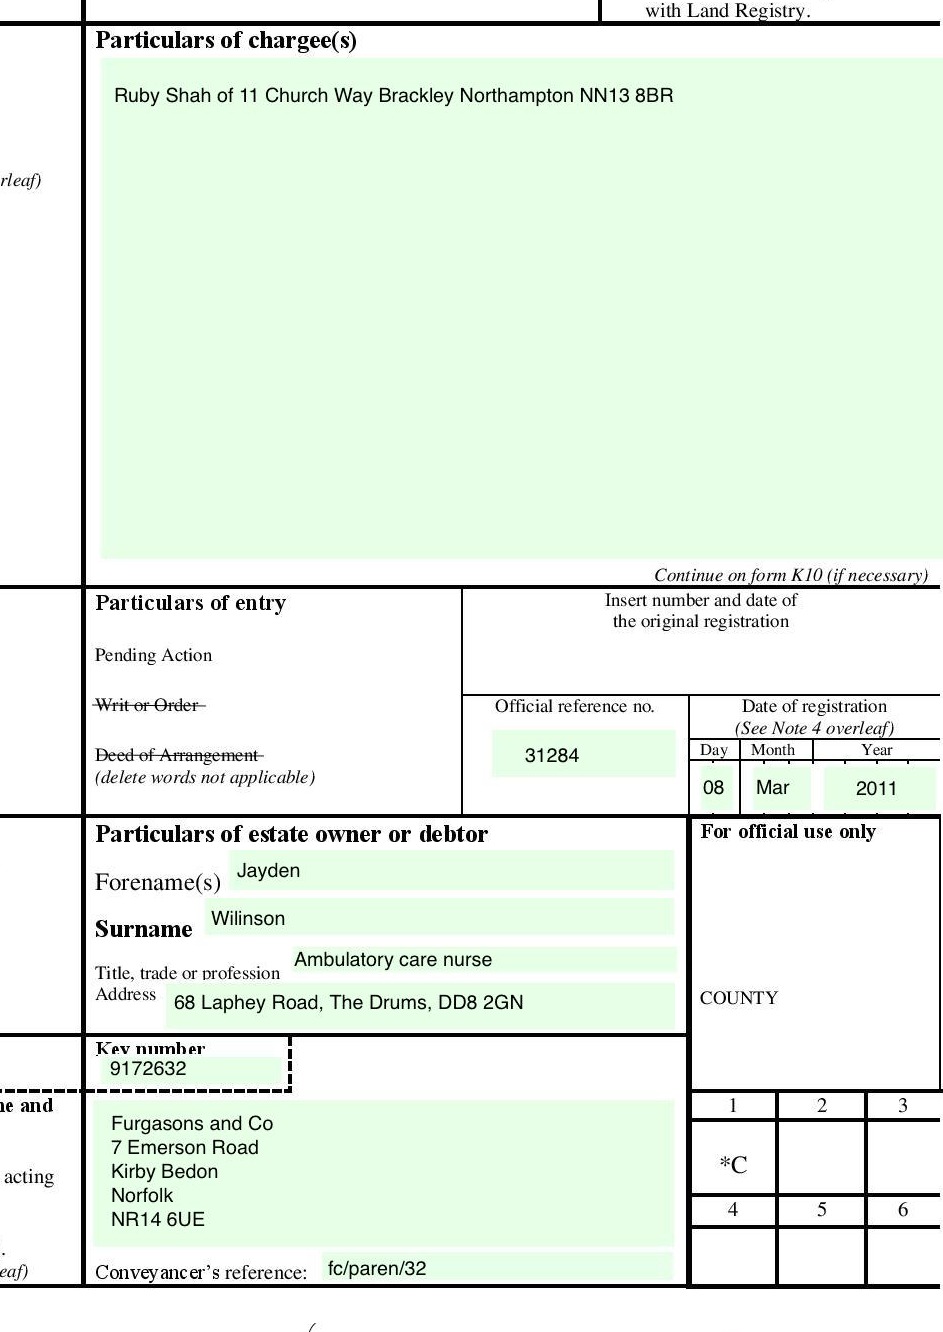 with Land Registry.
Particulars of chargee(s)
Ruby Shah of 11 Church Way Brackley Northampton NN13 8BR
rleaf)
Continue on form K10 (if necessary)
Particulars of entry
Insert number and date of
the original registration
Pending Action
Writ or Order
Official reference no.
Date of registration
(See Note 4 overleaf)
Deed of Arrangement
(delete words not applicable)
31284
Day Month Year
08 Mar 2011
Particulars of estate owner or debtor
For official use only
Forename(s) Jayden
Surname Wilinson
Title, trade or profession Ambulatory care nurse
Address 68 Laphey Road, The Drums, DD8 2GN
COUNTY
Key number
9172632
ne and
acting
.
eaf)
Furgasons and Co
7 Emerson Road
Kirby Bedon
Norfolk
NR14 6UE
Conveyancer's reference: fc/paren/32
1 2 3
*C
4 5 6